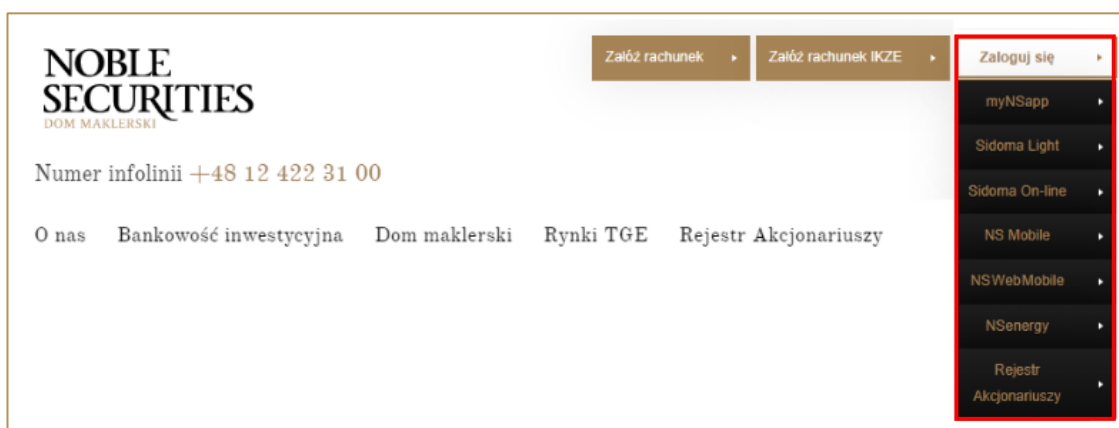 NOBLE
SECURITIES
DOM MAKLERSKI
Załóż rachunek
Załóż rachunek IKZE
Zaloguj się
myNSapp
Sidoma Light
Sidoma On-line
NS Mobile
NSWebMobile
NSenergy
Rejestr
Akcjonariuszy
Numer infolinii +48 12 422 31 00
O nas Bankowość inwestycyjna Dom maklerski Rynki TGE Rejestr Akcjonariuszy